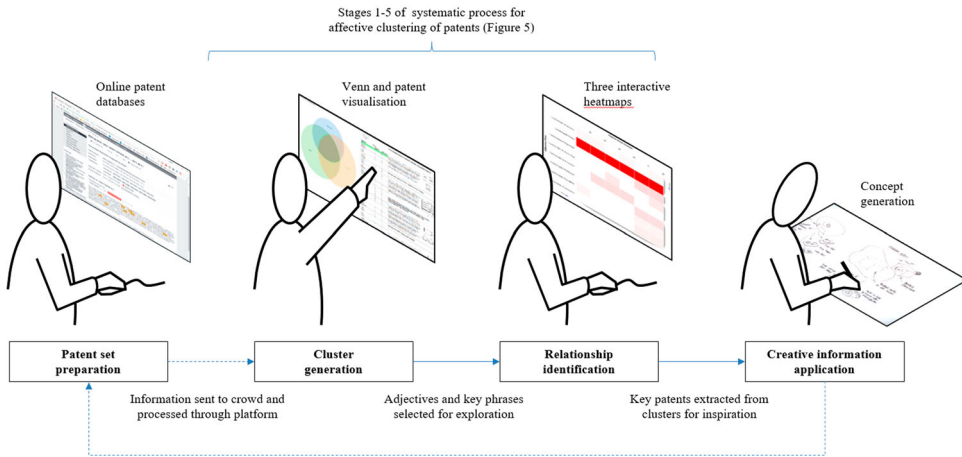 Stages 1-5 of systematic process for
affective clustering of patents (Figure 5)
Online patent
databases
Venn and patent
visualisation
Three interactive
heatmaps
Concept
generation
Patent set
preparation
Cluster
generation
Relationship
identification
Creative information
application
Information sent to crowd and
processed through platform
Adjectives and key phrases
selected for exploration
Key patents extracted from
clusters for inspiration